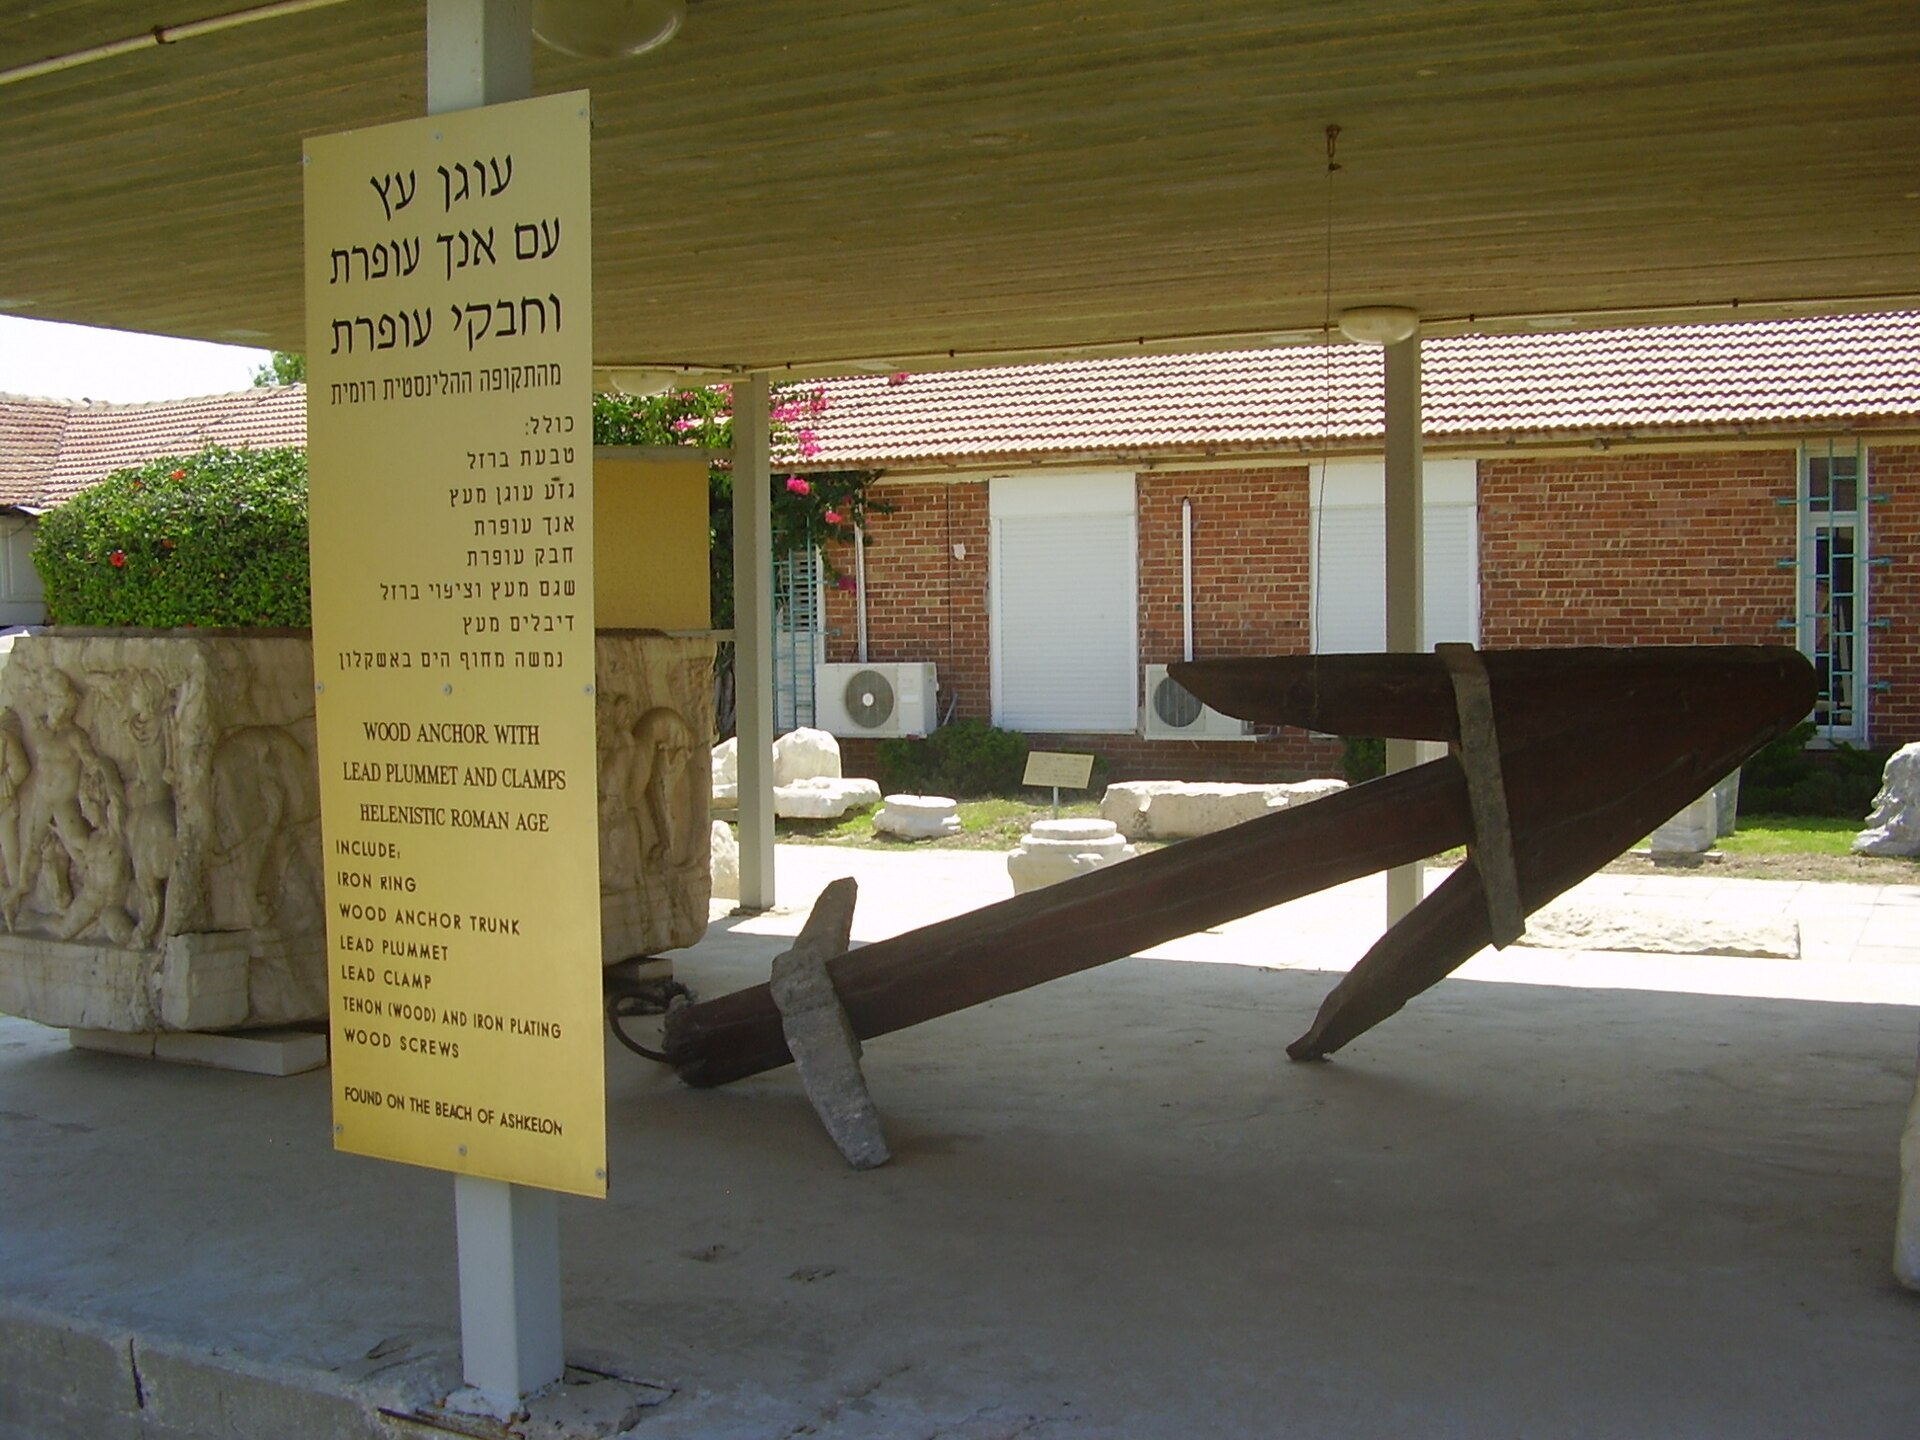 עוגן עץ
עם אנך עופרת
וחבקי עופרת
מהתקופה ההלינסטית רומית
כולל:
טבעת ברזל
גזע עוגן מעץ
אנך עופרת
חבק עופרת
שגם מעץ וציפוי ברזל
דיבלים מעץ
נמשה מחוף הים באשקלון
WOOD ANCHOR WITH
LEAD PLUMMET AND CLAMPS
HELENISTIC ROMAN AGE
INCLUDE:
IRON RING
WOOD ANCHOR TRUNK
LEAD PLUMMET
LEAD CLAMP
TENON (WOOD) AND IRON PLATING
WOOD SCREWS
FOUND ON THE BEACH OF ASHKELON